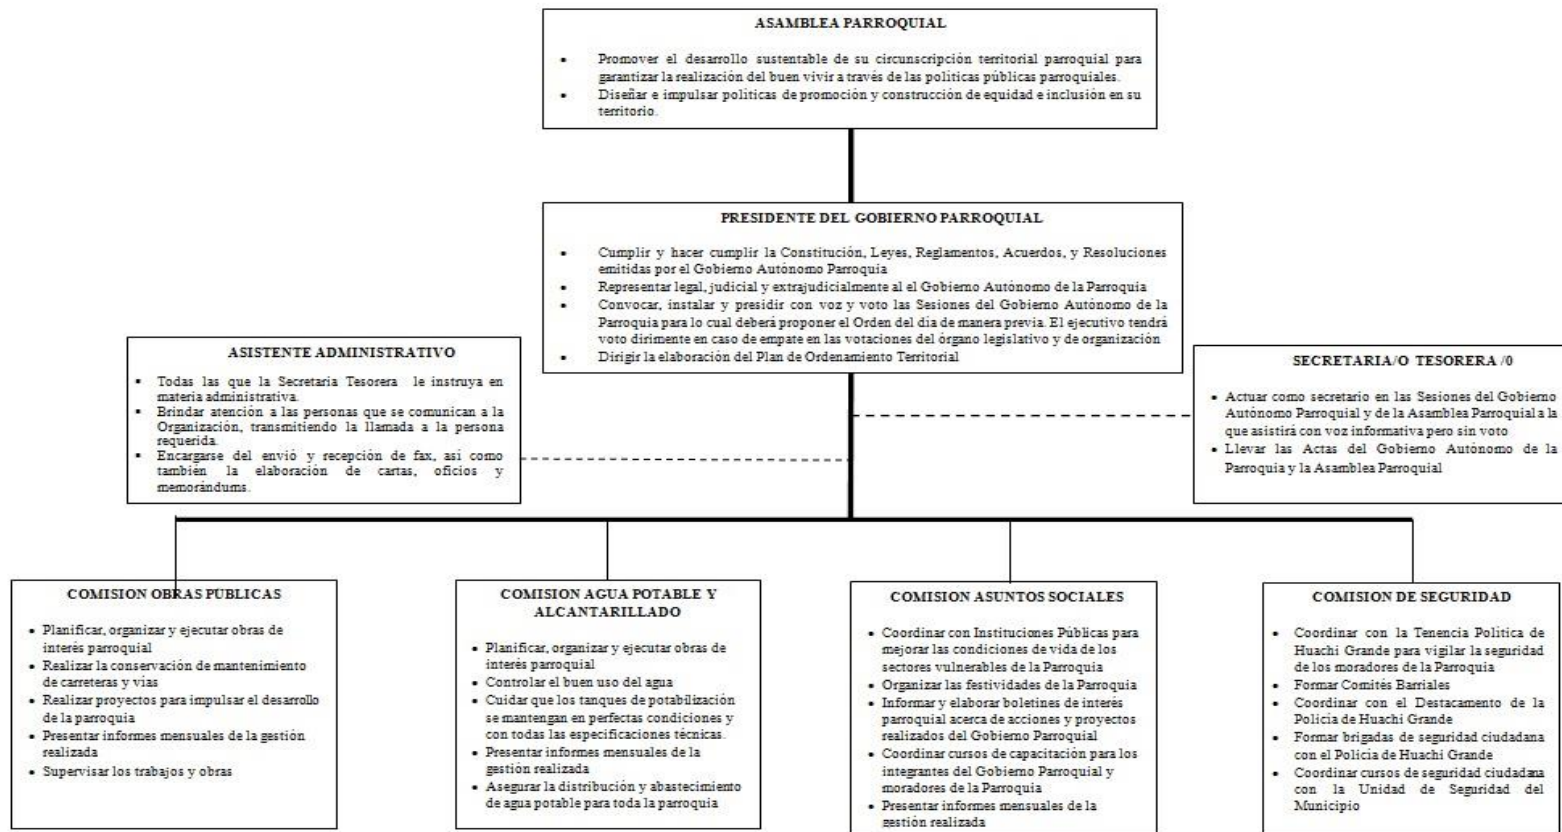 ASAMBLEA PARROQUIAL
• Promover el desarrollo sustentable de su circunscripción territorial parroquial para
garantizar la realización del buen vivir a través de las políticas públicas parroquiales.
• Diseñar e impulsar políticas de promoción y construcción de equidad e inclusión en su
territorio.
PRESIDENTE DEL GOBIERNO PARROQUIAL
• Cumplir y hacer cumplir la Constitución, Leyes, Reglamentos, Acuerdos, y Resoluciones
emitidas por el Gobierno Autónomo Parroquia
• Representar legal, judicial y extrajudicialmente al el Gobierno Autónomo de la Parroquia
• Convocar, instalar y presidir con voz y voto las Sesiones del Gobierno Autónomo de la
Parroquia para lo cual deberá proponer el Orden del día de manera previa. El ejecutivo tendrá
voto dirimente en caso de empate en las votaciones del órgano legislativo y de organización
• Dirigir la elaboración del Plan de Ordenamiento Territorial
ASISTENTE ADMINISTRATIVO
▪ Todas las que la Secretaria Tesorera le instruya en
materia administrativa.
▪ Brindar atención a las personas que se comunican a la
Organización, transmitiendo la llamada a la persona
requerida.
▪ Encargarse del envió y recepción de fax, así como
también la elaboración de cartas, oficios y
memorándums.
SECRETARIA/O TESORERA /0
• Actuar como secretario en las Sesiones del Gobierno
Autónomo Parroquial y de la Asamblea Parroquial a la
que asistirá con voz informativa pero sin voto
• Llevar las Actas del Gobierno Autónomo de la
Parroquia y la Asamblea Parroquial
COMISION OBRAS PÚBLICAS
• Planificar, organizar y ejecutar obras de
interés parroquial
• Realizar la conservación de mantenimiento
de carreteras y vías
• Realizar proyectos para impulsar el desarrollo
de la parroquia
• Presentar informes mensuales de la gestión
realizada
• Supervisar los trabajos y obras
COMISION AGUA POTABLE Y
ALCANTARILLADO
• Planificar, organizar y ejecutar obras de
interés parroquial
• Controlar el buen uso del agua
• Cuidar que los tanques de potabilización
se mantengan en perfectas condiciones y
con todas las especificaciones técnicas.
• Presentar informes mensuales de la
gestión realizada
• Asegurar la distribución y abastecimiento
de agua potable para toda la parroquia
COMISION ASUNTOS SOCIALES
• Coordinar con Instituciones Públicas para
mejorar las condiciones de vida de los
sectores vulnerables de la Parroquia
• Organizar las festividades de la Parroquia
• Informar y elaborar boletines de interés
parroquial acerca de acciones y proyectos
realizados del Gobierno Parroquial
• Coordinar cursos de capacitación para los
integrantes del Gobierno Parroquial y
moradores de la Parroquia
• Presentar informes mensuales de la
gestión realizada
COMISION DE SEGURIDAD
• Coordinar con la Tenencia Política de
Huachi Grande para vigilar la seguridad
de los moradores de la Parroquia
• Formar Comités Barriales
• Coordinar con el Destacamento de la
Policía de Huachi Grande
• Formar brigadas de seguridad ciudadana
con el Policía de Huachi Grande
• Coordinar cursos de seguridad ciudadana
con la Unidad de Seguridad del
Municipio